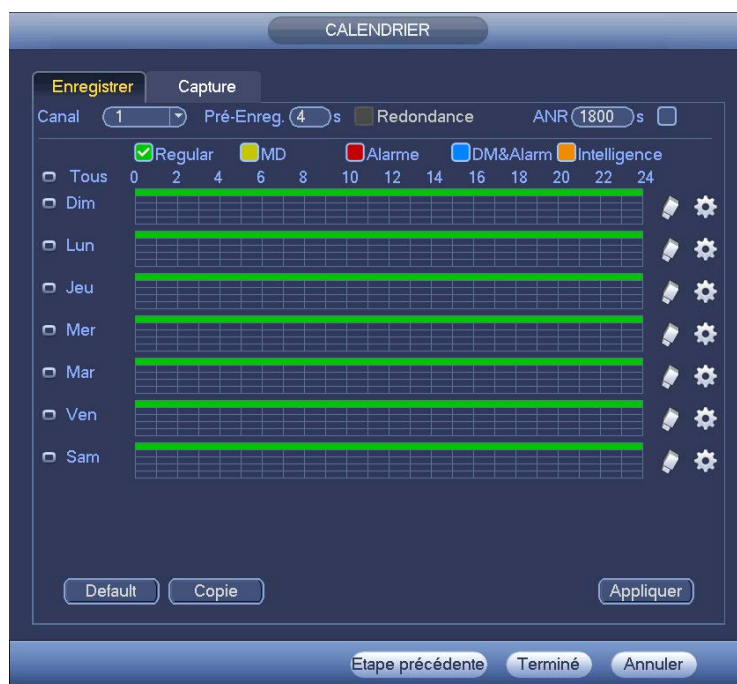 CALENDRIER
Enregistrer Capture
Canal 1 Pré-Enreg. 4 s Redondance ANR 1800 s
Regular MD Alarme DM&Alarm Intelligence
Tous 0 2 4 6 8 10 12 14 16 18 20 22 24
Dim
Lun
Jeu
Mer
Mar
Ven
Sam
Default Copie Appliquer
Etape précédente Terminé Annuler